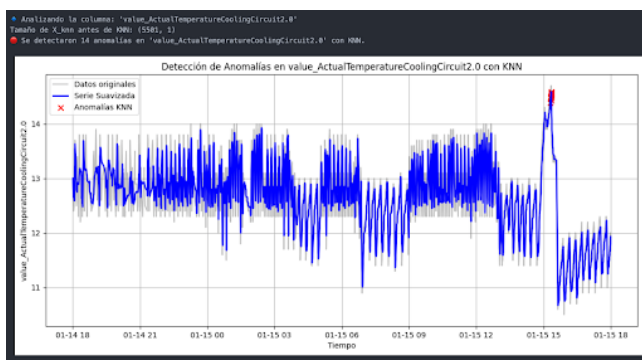 Analizando la columna: 'value_ActualTemperatureCoolingCircuit2.0'
Tamaño de X_knn antes de KNN: (5501, 1)
Se detectaron 14 anomalías en 'value_ActualTemperatureCoolingCircuit2.0' con KNN.
Detección de Anomalías en value_ActualTemperatureCoolingCircuit2.0 con KNN
Datos originales
Serie Suavizada
Anomalías KNN
value_ActualTemperatureCoolingCircuit2.0
14
13
12
11
01-14 18
01-14 21
01-15 00
01-15 03
01-15 06
01-15 09
01-15 12
01-15 15
01-15 18
Tiempo